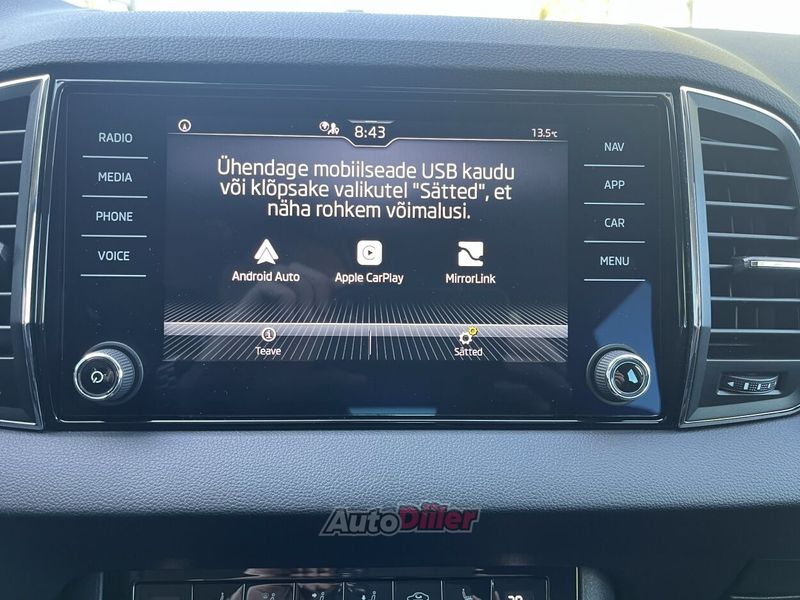 8:43
13.5°C
RADIO
MEDIA
PHONE
VOICE
Ühendage mobiilseade USB kaudu
või klõpsake valikutel "Sätted", et
näha rohkem võimalusi.
Android Auto
Apple CarPlay
MirrorLink
Teave
Sätted
NAV
APP
CAR
MENU
AutoDiiler